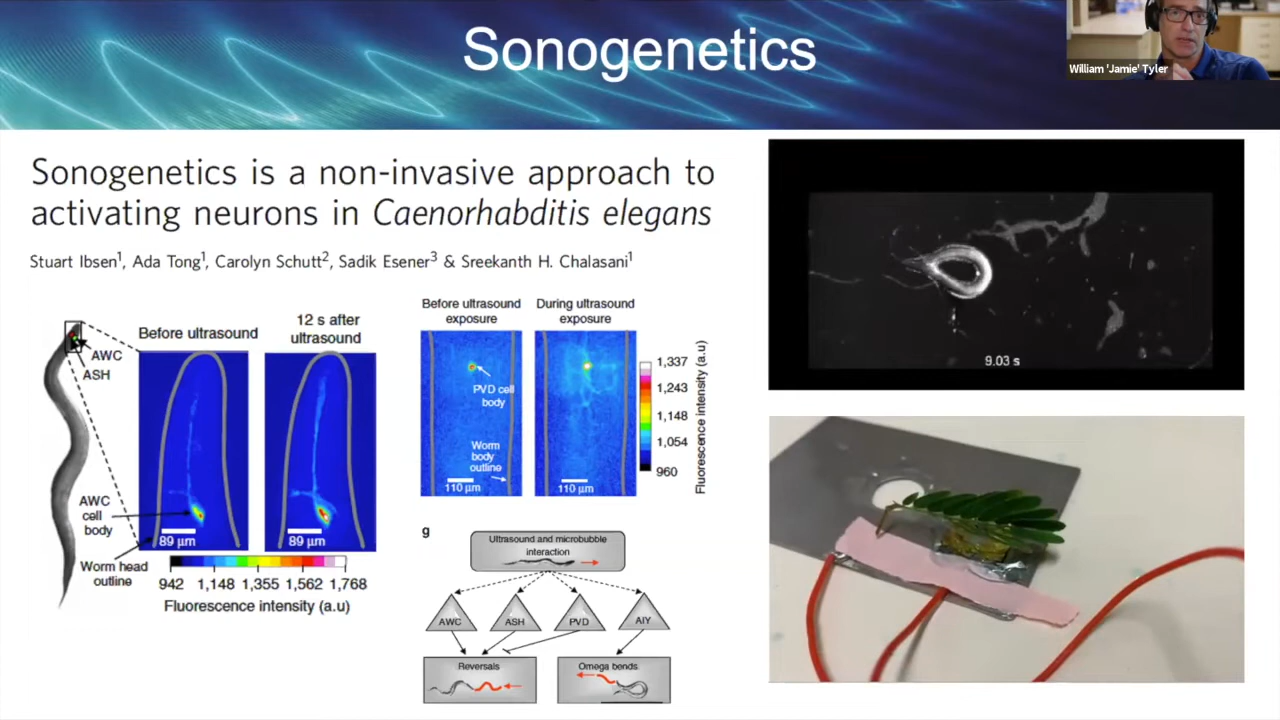 Sonogenetics
William 'Jamie' Tyler
Sonogenetics is a non-invasive approach to
activating neurons in Caenorhabditis elegans
Stuart Ibsen1, Ada Tong1, Carolyn Schutt2, Sadik Esener3 & Sreekanth H. Chalasani1
AWC
ASH
Before ultrasound
12 s after
ultrasound
AWC
cell
body
89 µm
89 µm
Worm head
outline
942 1,148 1,355 1,562 1,768
Fluorescence intensity (a.u)
Before ultrasound
exposure
During ultrasound
exposure
PVD cell
body
Worm
body
outline
110 µm
110 µm
1,337
1,243
1,148
1,054
960
Fluorescence intensity (a.u)
g
Ultrasound and microbubble
interaction
AWC
ASH
PVD
AIY
Reversals
Omega bends
9.03 s